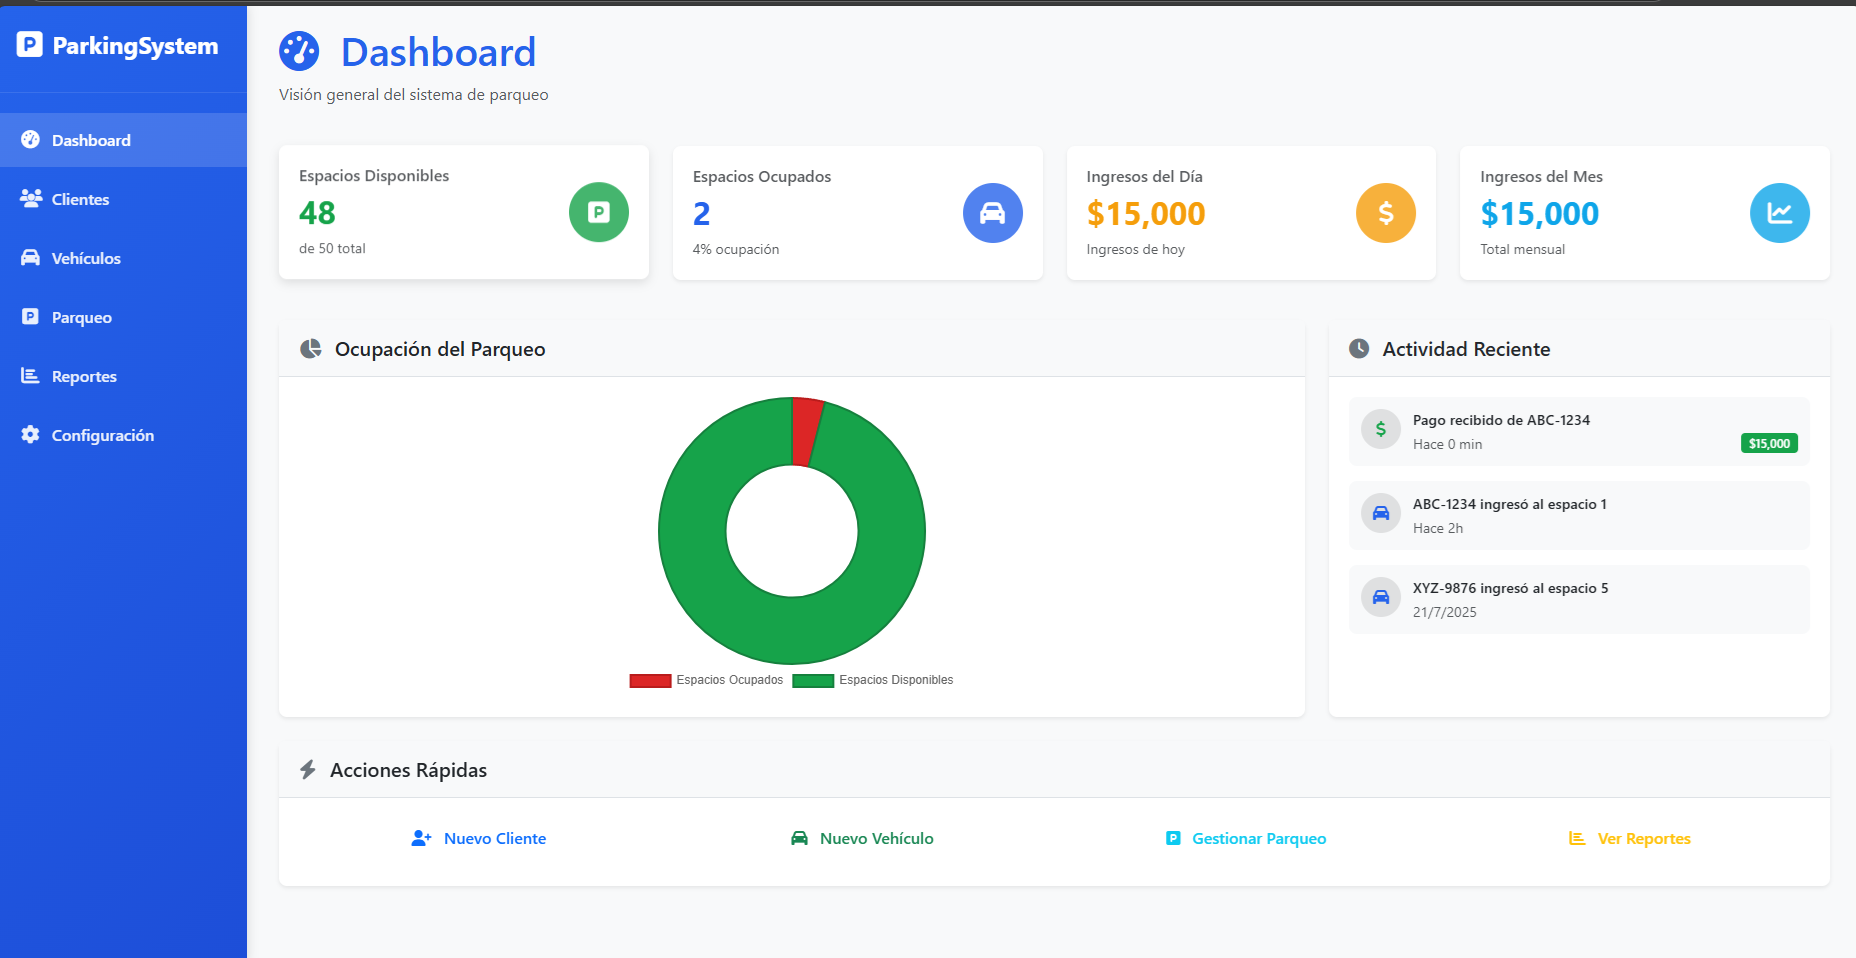 ParkingSystem
Dashboard
Clientes
Vehículos
Parqueo
Reportes
Configuración
Dashboard
Visión general del sistema de parqueo
Espacios Disponibles
48
de 50 total
Espacios Ocupados
2
4% ocupación
Ingresos del Día
$15,000
Ingresos de hoy
Ingresos del Mes
$15,000
Total mensual
Ocupación del Parqueo
Espacios Ocupados
Espacios Disponibles
Actividad Reciente
Pago recibido de ABC-1234
Hace 0 min
$15,000
ABC-1234 ingresó al espacio 1
Hace 2h
XYZ-9876 ingresó al espacio 5
21/7/2025
Acciones Rápidas
Nuevo Cliente
Nuevo Vehículo
Gestionar Parqueo
Ver Reportes